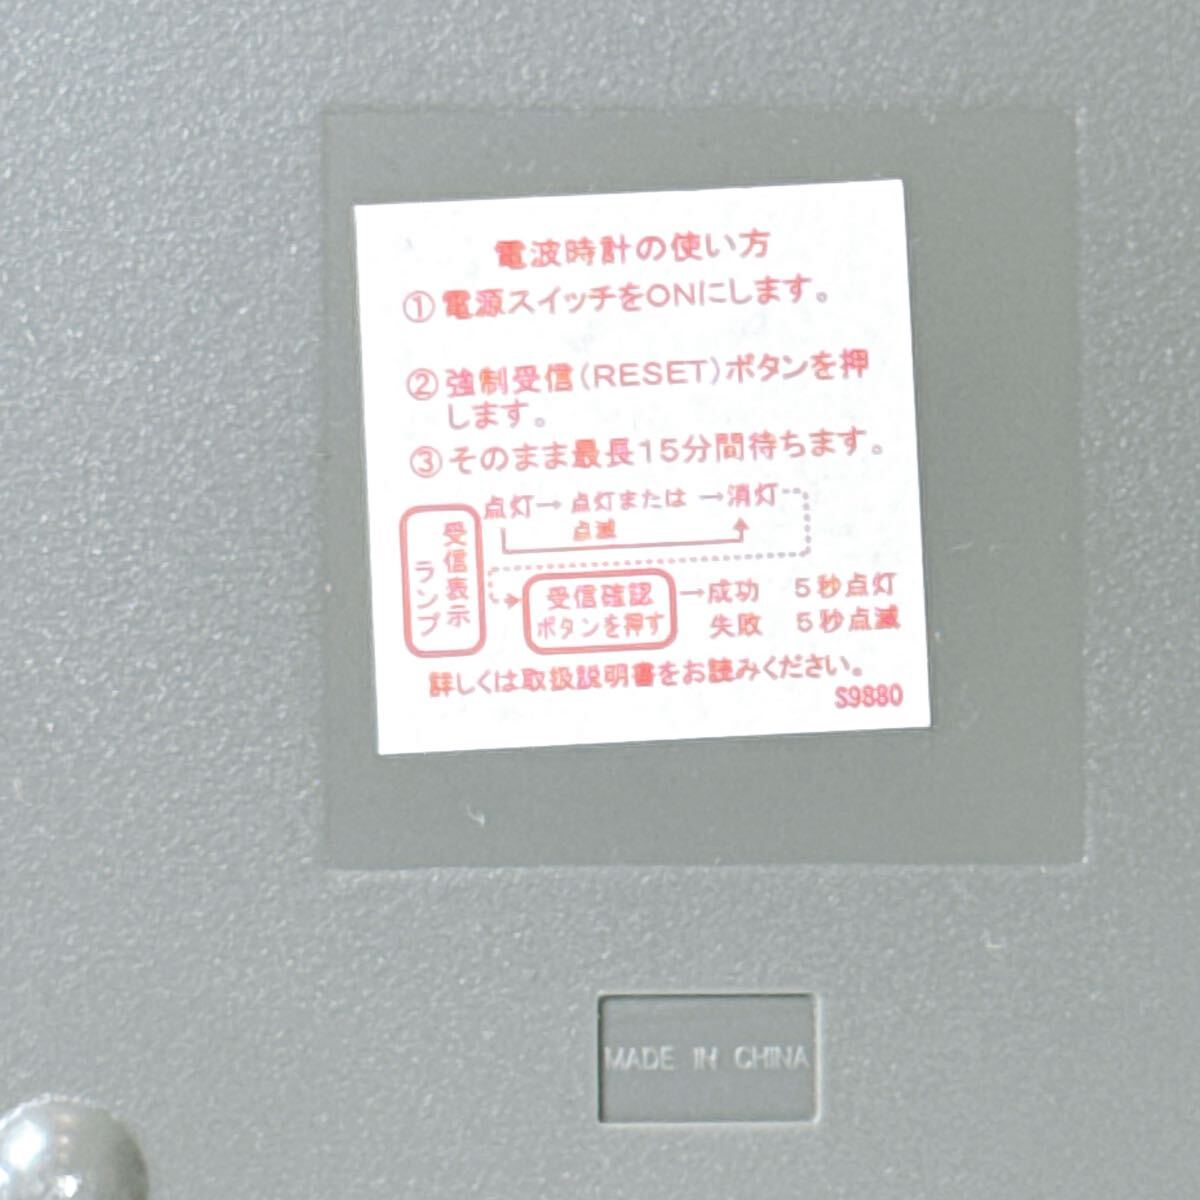 電波時計の使い方
①電源スイッチをONにします。
②強制受信(RESET)ボタンを押
します。
③そのまま最長15分間待ちます。
受信表示
ランプ
点灯→点灯または→消灯
点滅
受信確認
ボタンを押す
→成功 5秒点灯
失敗 5秒点滅
詳しくは取扱説明書をお読みください。
S9880
MADE IN CHINA